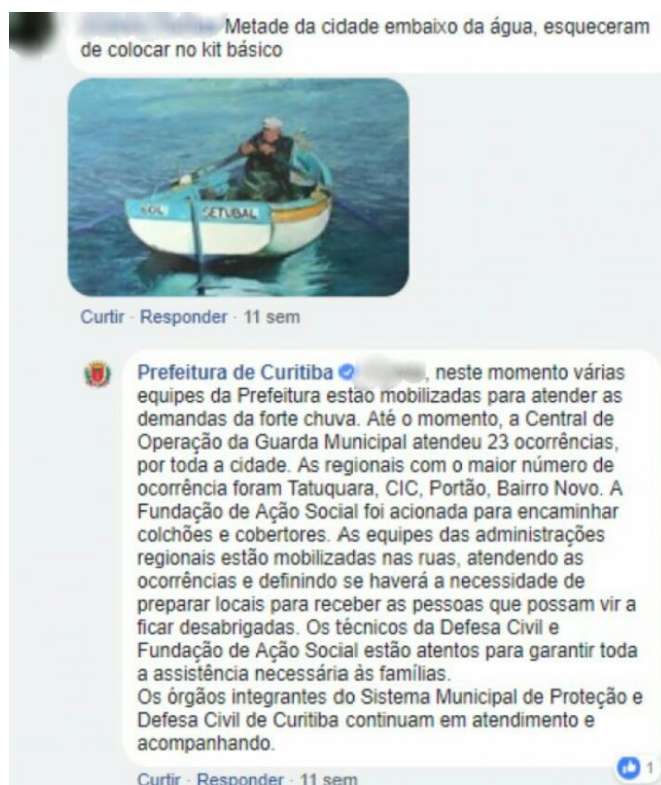 Metade da cidade embaixo da água, esqueceram
de colocar no kit básico
SOL SETUBAL
Curtir · Responder · 11 sem
Prefeitura de Curitiba , neste momento várias
equipes da Prefeitura estão mobilizadas para atender as
demandas da forte chuva. Até o momento, a Central de
Operação da Guarda Municipal atendeu 23 ocorrências,
por toda a cidade. As regionais com o maior número de
ocorrência foram Tatuquara, CIC, Portão, Bairro Novo. A
Fundação de Ação Social foi acionada para encaminhar
colchões e cobertores. As equipes das administrações
regionais estão mobilizadas nas ruas, atendendo as
ocorrências e definindo se haverá a necessidade de
preparar locais para receber as pessoas que possam vir a
ficar desabrigadas. Os técnicos da Defesa Civil e
Fundação de Ação Social estão atentos para garantir toda
a assistência necessária às famílias.
Os órgãos integrantes do Sistema Municipal de Proteção e
Defesa Civil de Curitiba continuam em atendimento e
acompanhando.
1
Curtir · Responder · 11 sem